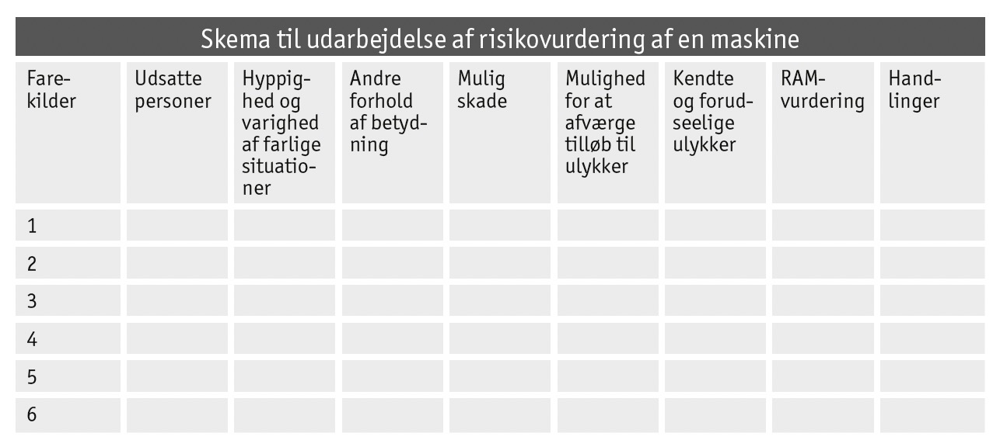 Skema til udarbejdelse af risikovurdering af en maskine
Fare-
kilder
Udsatte
personer
Hyppig-
hed og
varighed
af farlige
situatio-
ner
Andre
forhold
af betyd-
ning
Mulig
skade
Mulighed
for at
afværge
tilløb til
ulykker
Kendte
og forud-
seelige
ulykker
RAM-
vurdering
Hand-
linger
1
2
3
4
5
6